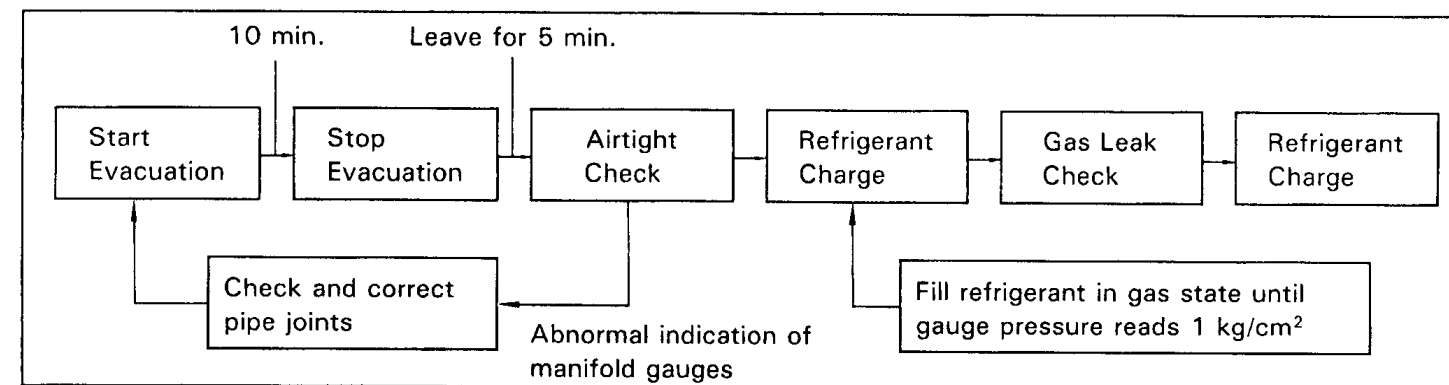 10 min.
Leave for 5 min.
Start
Evacuation
Stop
Evacuation
Airtight
Check
Refrigerant
Charge
Gas Leak
Check
Refrigerant
Charge
Check and correct
pipe joints
Abnormal indication of
manifold gauges
Fill refrigerant in gas state until
gauge pressure reads 1 kg/cm²